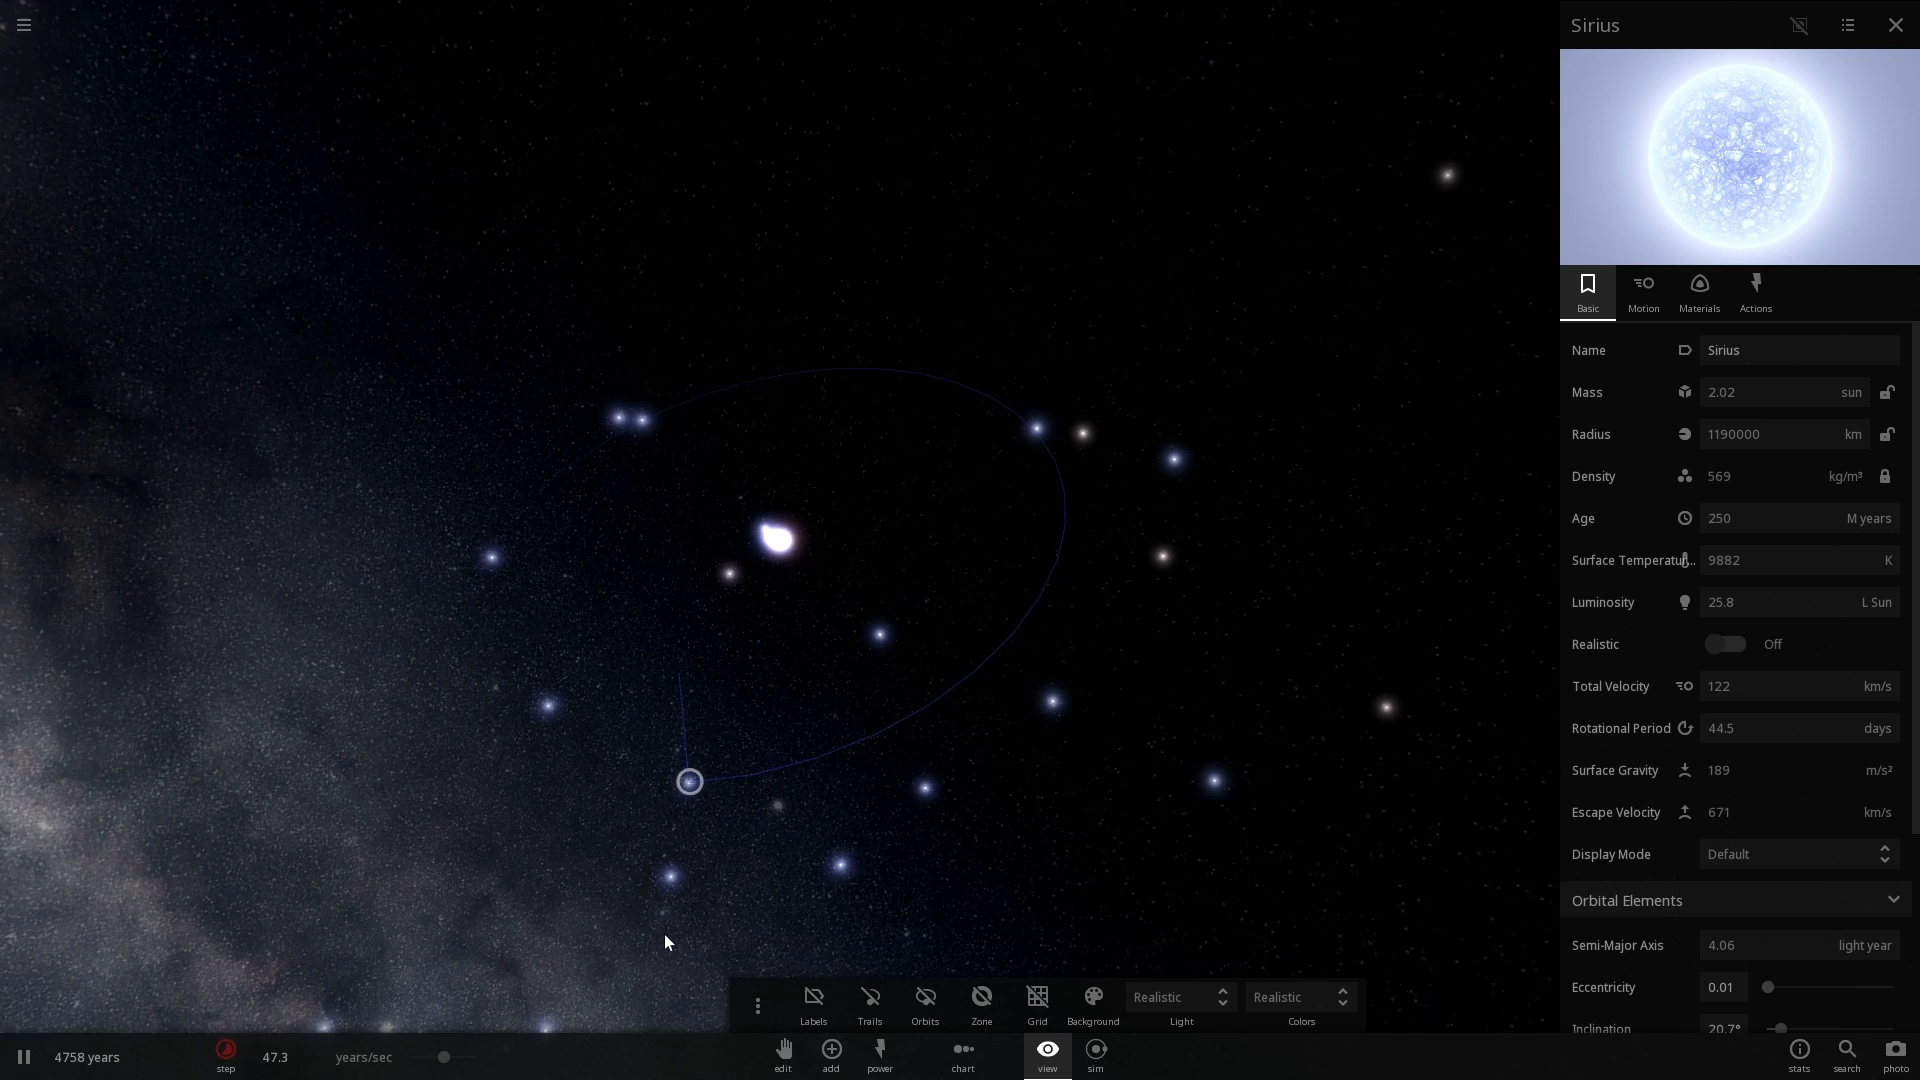 Sirius
Basic
Motion
Materials
Actions
Name Sirius
Mass 2.02 sun
Radius 1190000 km
Density 569 kg/m³
Age 250 M years
Surface Temperatur... 9882 K
Luminosity 25.8 L Sun
Realistic Off
Total Velocity 122 km/s
Rotational Period 44.5 days
Surface Gravity 189 m/s²
Escape Velocity 671 km/s
Display Mode Default
Orbital Elements
Semi-Major Axis 4.06 light year
Eccentricity 0.01
Inclination 20.7°
Realistic Realistic
Labels Trails Orbits Zone Grid Background Light Colors
4758 years 47.3 years/sec
step edit add power chart view sim stats search photo